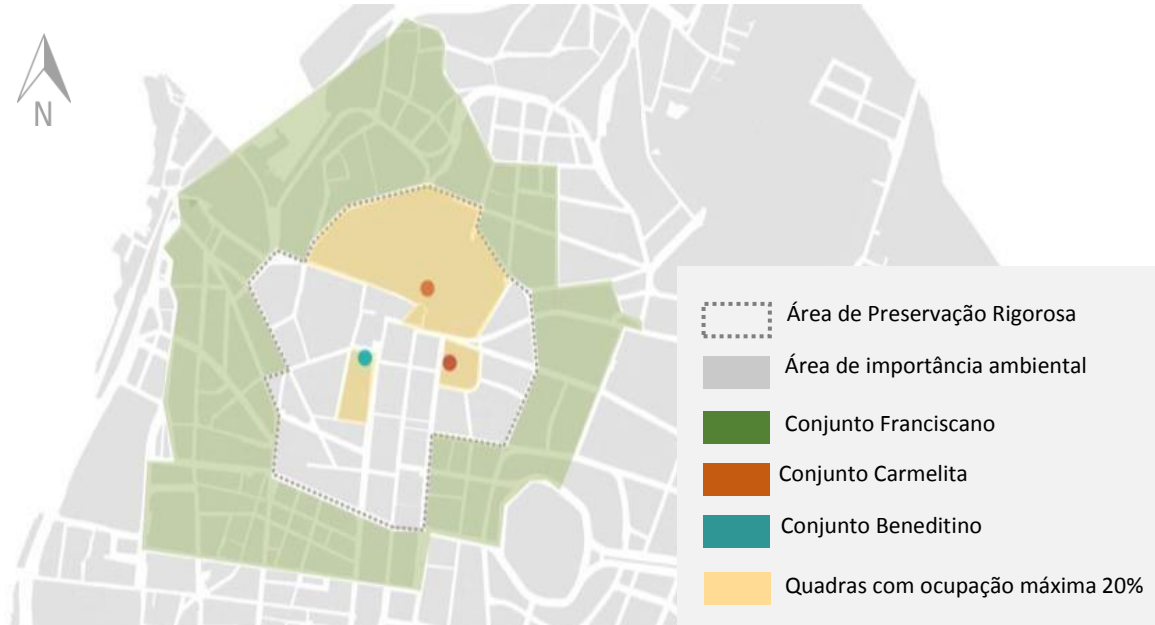 N
Área de Preservação Rigorosa
Área de importância ambiental
Conjunto Franciscano
Conjunto Carmelita
Conjunto Beneditino
Quadras com ocupação máxima 20%